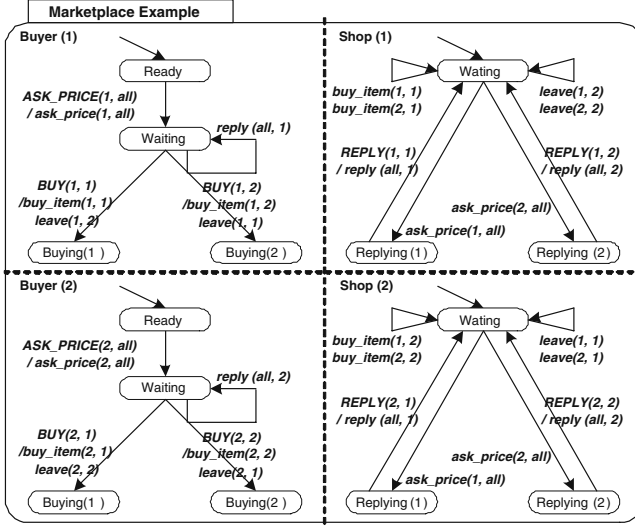 Marketplace Example
Buyer (1)
Ready
ASK_PRICE(1, all)
/ ask_price(1, all)
Waiting
reply (all, 1)
BUY(1, 1)
/buy_item(1, 1)
leave(1, 2)
BUY(1, 2)
/buy_item(1, 2)
leave(1, 1)
Buying(1 )
Buying(2 )
Shop (1)
Wating
buy_item(1, 1)
buy_item(2, 1)
leave(1, 2)
leave(2, 2)
REPLY(1, 1)
/ reply (all, 1)
REPLY(1, 2)
/ reply (all, 2)
ask_price(2, all)
ask_price(1, all)
Replying (1)
Replying (2)
Buyer (2)
Ready
ASK_PRICE(2, all)
/ ask_price(2, all)
Waiting
reply (all, 2)
BUY(2, 1)
/buy_item(2, 1)
leave(2, 2)
BUY(2, 2)
/buy_item(2, 2)
leave(2, 1)
Buying(1 )
Buying(2 )
Shop (2)
Wating
buy_item(1, 2)
buy_item(2, 2)
leave(1, 1)
leave(2, 1)
REPLY(2, 1)
/ reply (all, 1)
REPLY(2, 2)
/ reply (all, 2)
ask_price(2, all)
ask_price(1, all)
Replying (1)
Replying (2)